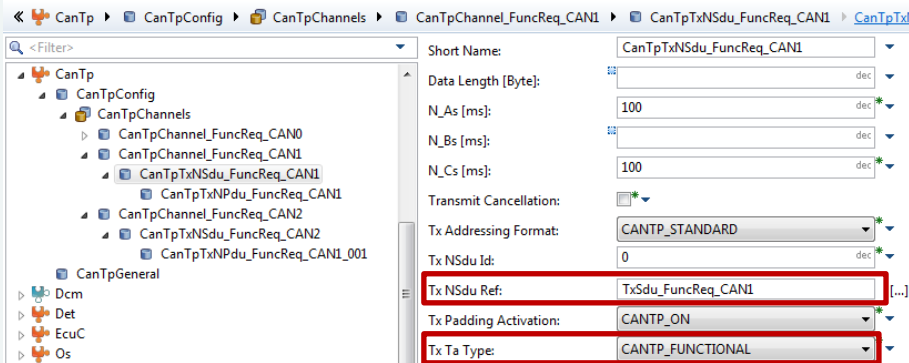 « CanTp CanTpConfig CanTpChannels CanTpChannel_FuncReq_CAN1 CanTpTxNSdu_FuncReq_CAN1
<Filter>
CanTp
CanTpConfig
CanTpChannels
CanTpChannel_FuncReq_CAN0
CanTpChannel_FuncReq_CAN1
CanTpTxNSdu_FuncReq_CAN1
CanTpTxNPdu_FuncReq_CAN1
CanTpChannel_FuncReq_CAN2
CanTpTxNSdu_FuncReq_CAN2
CanTpTxNPdu_FuncReq_CAN1_001
CanTpGeneral
Dcm
Det
EcuC
Os
Short Name: CanTpTxNSdu_FuncReq_CAN1
Data Length [Byte]: dec
N_As [ms]: 100 dec
N_Bs [ms]: dec
N_Cs [ms]: 100 dec
Transmit Cancellation:
Tx Addressing Format: CANTP_STANDARD
Tx NSdu Id: 0 dec
Tx NSdu Ref: TxSdu_FuncReq_CAN1 [...]
Tx Padding Activation: CANTP_ON
Tx Ta Type: CANTP_FUNCTIONAL